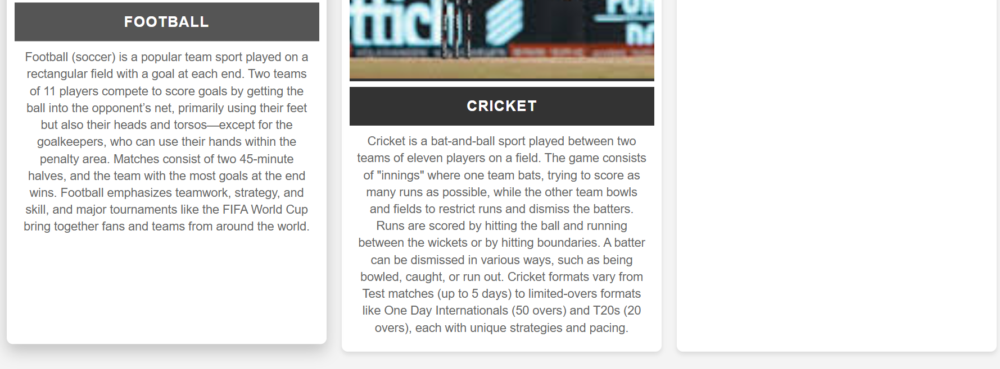 FOOTBALL
Football (soccer) is a popular team sport played on a
rectangular field with a goal at each end. Two teams
of 11 players compete to score goals by getting the
ball into the opponent’s net, primarily using their feet
but also their heads and torsos—except for the
goalkeepers, who can use their hands within the
penalty area. Matches consist of two 45-minute
halves, and the team with the most goals at the end
wins. Football emphasizes teamwork, strategy, and
skill, and major tournaments like the FIFA World Cup
bring together fans and teams from around the world.
CRICKET
Cricket is a bat-and-ball sport played between two
teams of eleven players on a field. The game consists
of "innings" where one team bats, trying to score as
many runs as possible, while the other team bowls
and fields to restrict runs and dismiss the batters.
Runs are scored by hitting the ball and running
between the wickets or by hitting boundaries. A batter
can be dismissed in various ways, such as being
bowled, caught, or run out. Cricket formats vary from
Test matches (up to 5 days) to limited-overs formats
like One Day Internationals (50 overs) and T20s (20
overs), each with unique strategies and pacing.